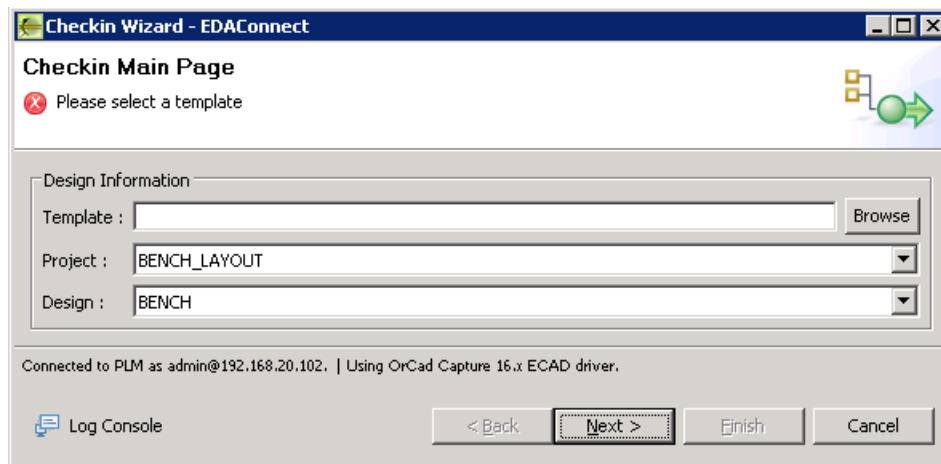 Checkin Wizard - EDAConnect
Checkin Main Page
Please select a template
Design Information
Template : Browse
Project : BENCH_LAYOUT
Design : BENCH
Connected to PLM as admin@192.168.20.102. | Using OrCad Capture 16.x ECAD driver.
Log Console < Back Next > Finish Cancel